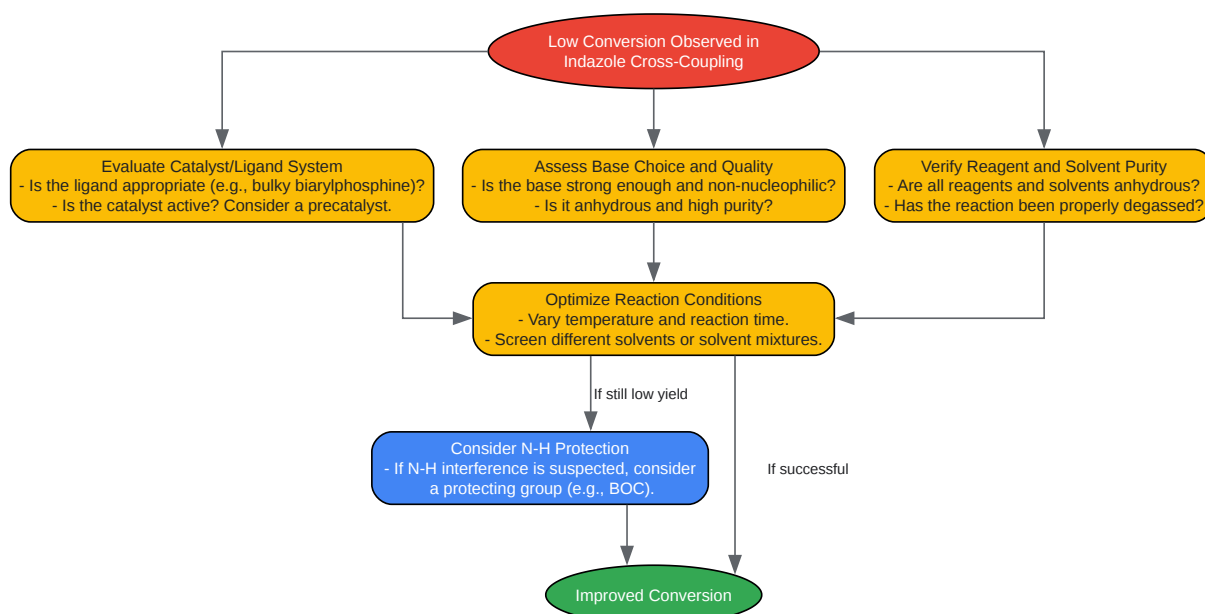 Low Conversion Observed in
Indazole Cross-Coupling
Evaluate Catalyst/Ligand System
- Is the ligand appropriate (e.g., bulky biarylphosphine)?
- Is the catalyst active? Consider a precatalyst.
Assess Base Choice and Quality
- Is the base strong enough and non-nucleophilic?
- Is it anhydrous and high purity?
Verify Reagent and Solvent Purity
- Are all reagents and solvents anhydrous?
- Has the reaction been properly degassed?
Optimize Reaction Conditions
- Vary temperature and reaction time.
- Screen different solvents or solvent mixtures.
If still low yield
Consider N-H Protection
- If N-H interference is suspected, consider
a protecting group (e.g., BOC).
If successful
Improved Conversion